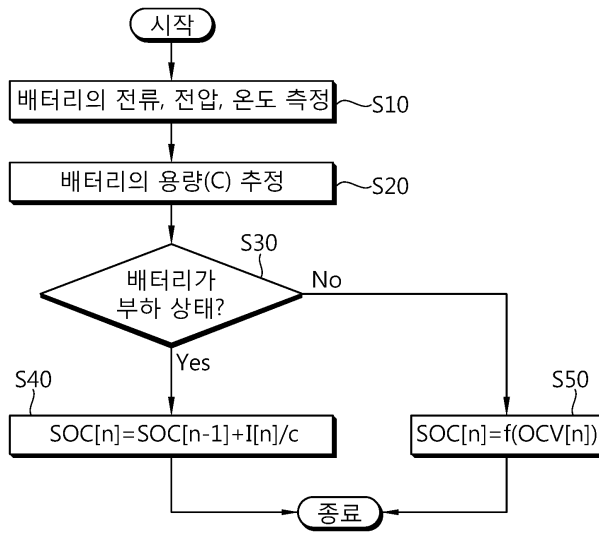 시작
배터리의 전류, 전압, 온도 측정
S10
배터리의 용량(C) 추정
S20
S30
배터리가
부하 상태?
No
Yes
S40
SOC[n]=SOC[n-1]+I[n]/c
S50
SOC[n]=f(OCV[n])
종료